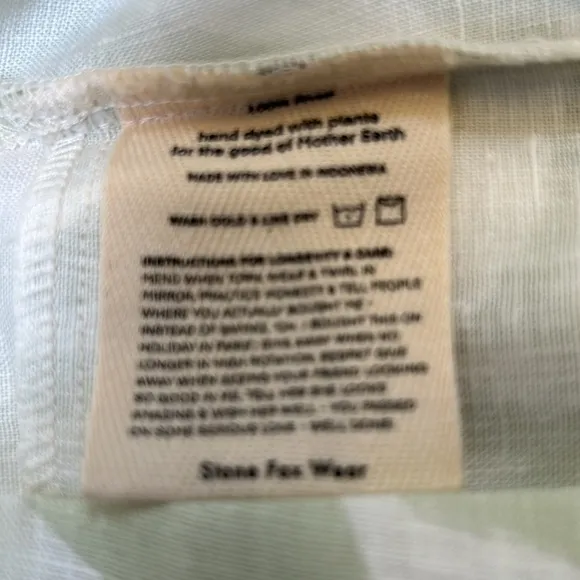 100%
hand dyed with plants
for the good of Mother Earth
MADE WITH LOVE IN INDONESIA
WASH COLD & LINE DRY
INSTRUCTIONS FOR LONGEVITY & CARE:
MEND WHEN TORN. WEAR & TWIRL IN
MIRROR. PRACTICE HONESTY & TELL PEOPLE
WHERE YOU ACTUALLY BOUGHT ME -
INSTEAD OF SAYING, 'OH, I BOUGHT THIS ON
HOLIDAY IN PARIS'. GIVE AWAY WHEN NO
LONGER IN HIGH ROTATION. REGRET GIVE
AWAY WHEN SEEING YOUR FRIEND LOOKING
SO GOOD IN ME. TELL HER SHE LOOKS
AMAZING & WISH HER WELL - YOU PASSED
ON SOME SERIOUS LOVE - WELL DONE.
Stone Fox Wear